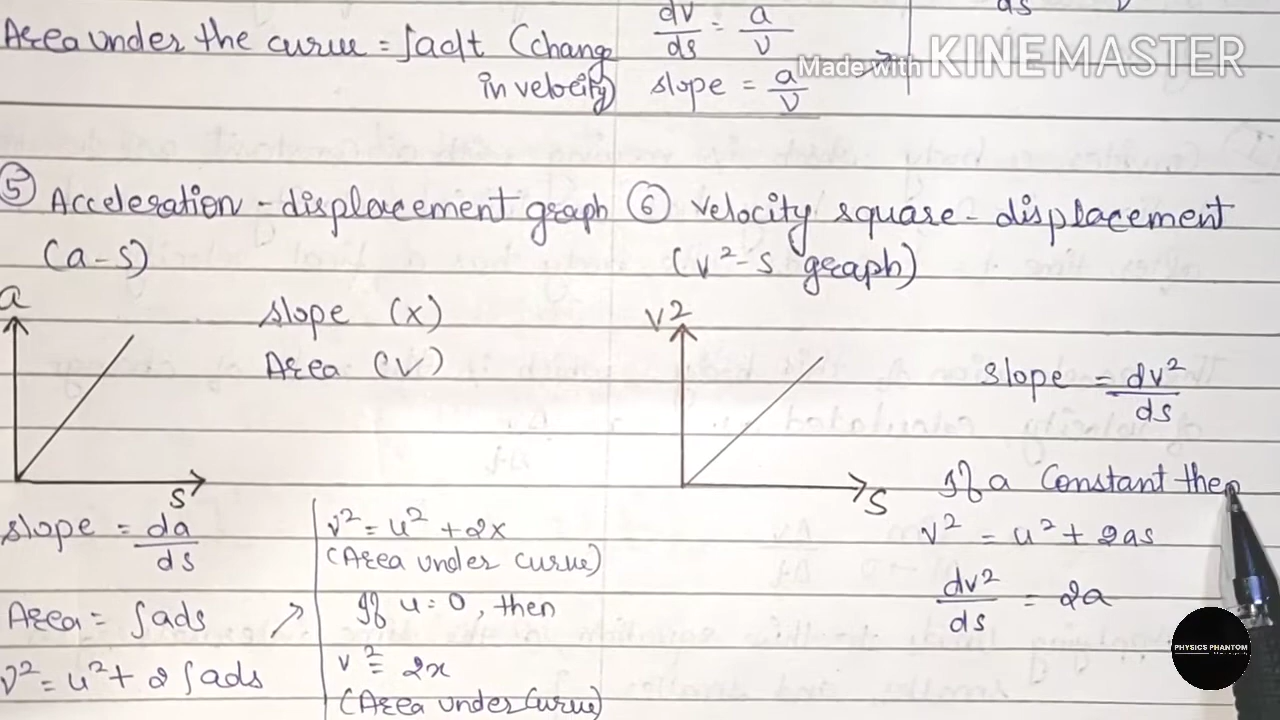 Area under the curve = ∫adt (change
in velocity)
dv/ds = a/v
slope = a/v
ds
Made with KINEMASTER
⑤ Acceleration - displacement graph
(a-s)
a
s
slope (x)
Area (✓)
slope = da/ds
Area = ∫ads
v² = u² + 2∫ads
v² = u² + 2x
(Area under curve)
If u = 0, then
v² = 2x
(Area under curve)
⑥ velocity square - displacement
(v²-s graph)
v2
s
slope = dv²/ds
If a constant then
v² = u² + 2as
dv²/ds = 2a
PHYSICS PHANTOM